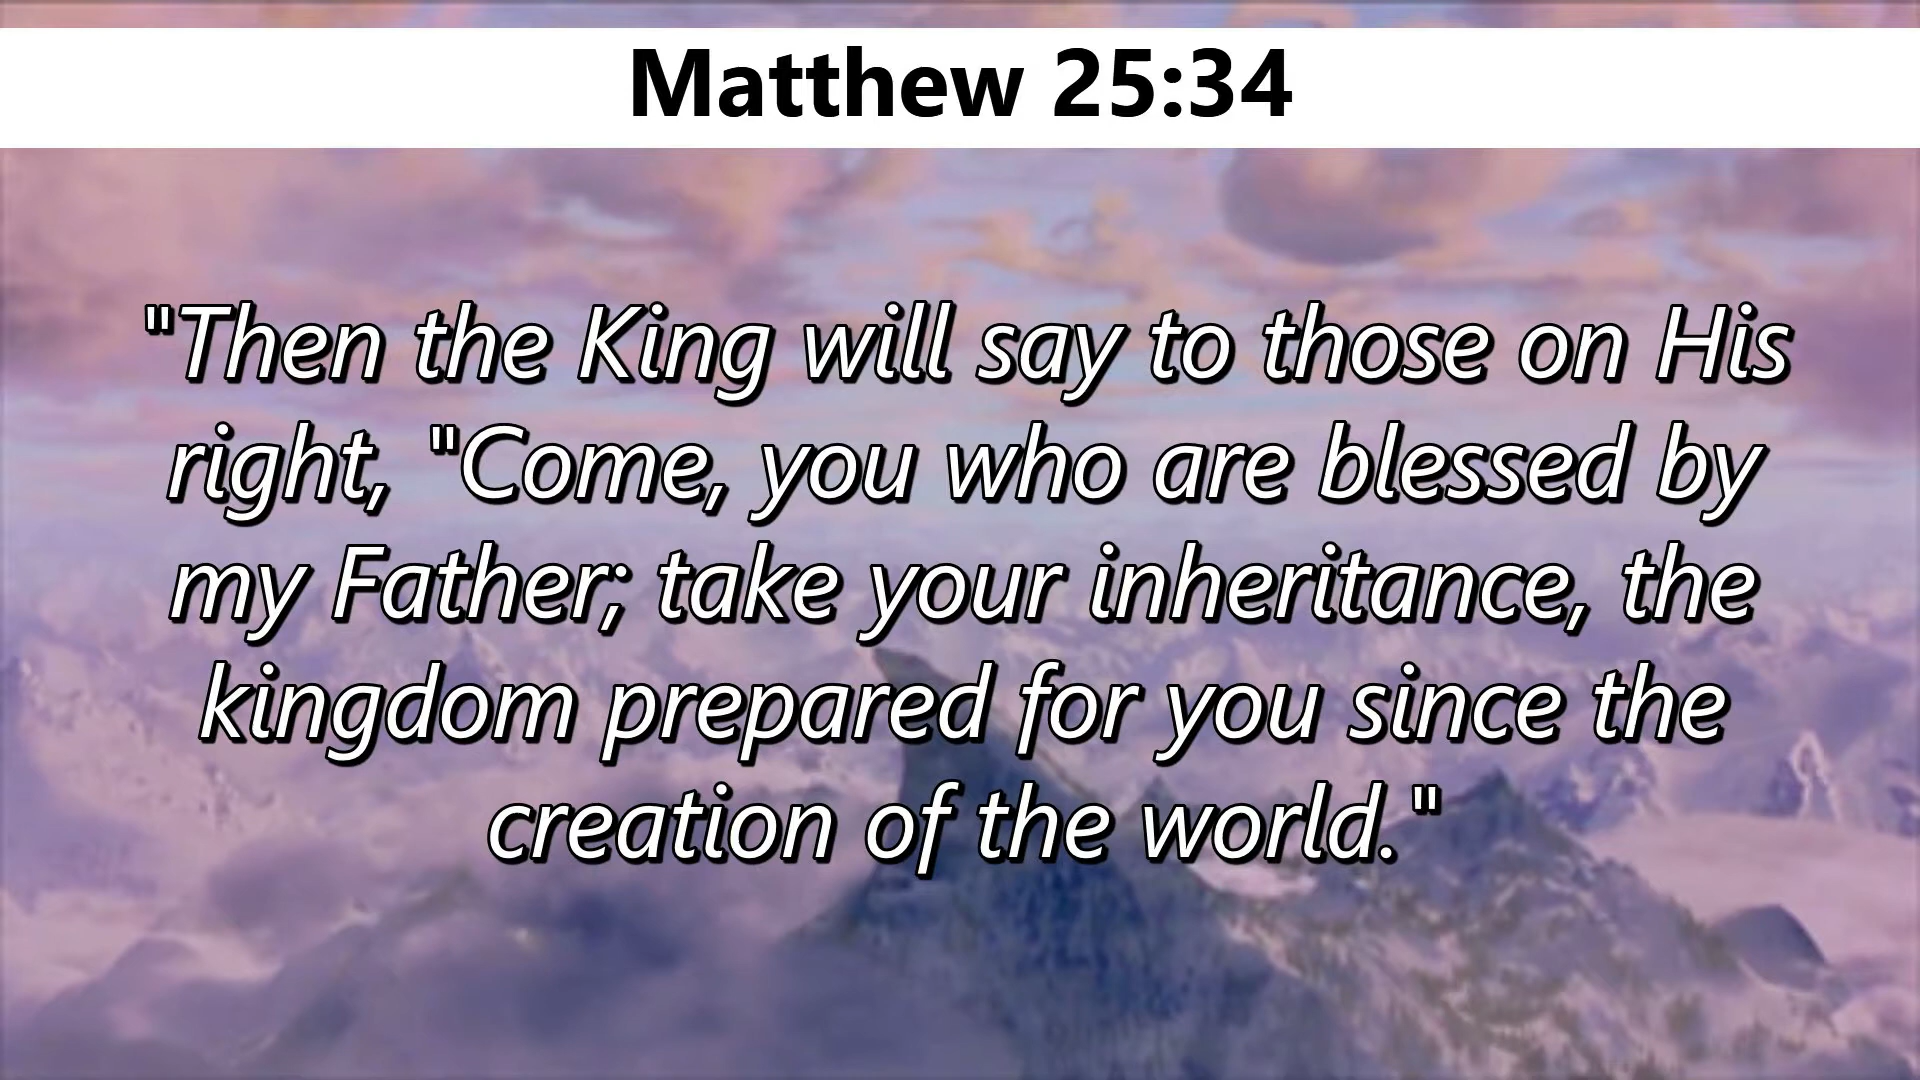 Matthew 25:34
"Then the King will say to those on His
right, "Come, you who are blessed by
my Father; take your inheritance, the
kingdom prepared for you since the
creation of the world."